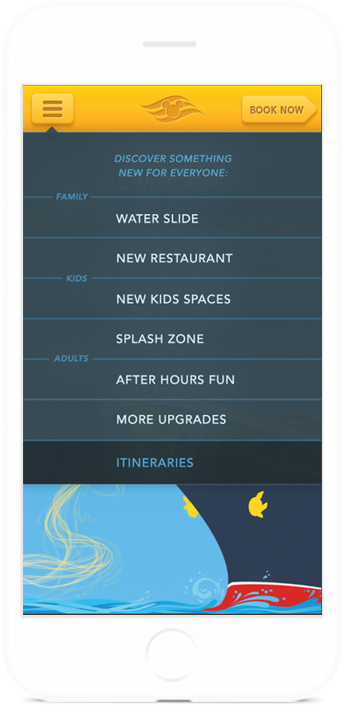 BOOK NOW
DISCOVER SOMETHING
NEW FOR EVERYONE:
FAMILY
WATER SLIDE
NEW RESTAURANT
KIDS
NEW KIDS SPACES
SPLASH ZONE
ADULTS
AFTER HOURS FUN
MORE UPGRADES
ITINERARIES